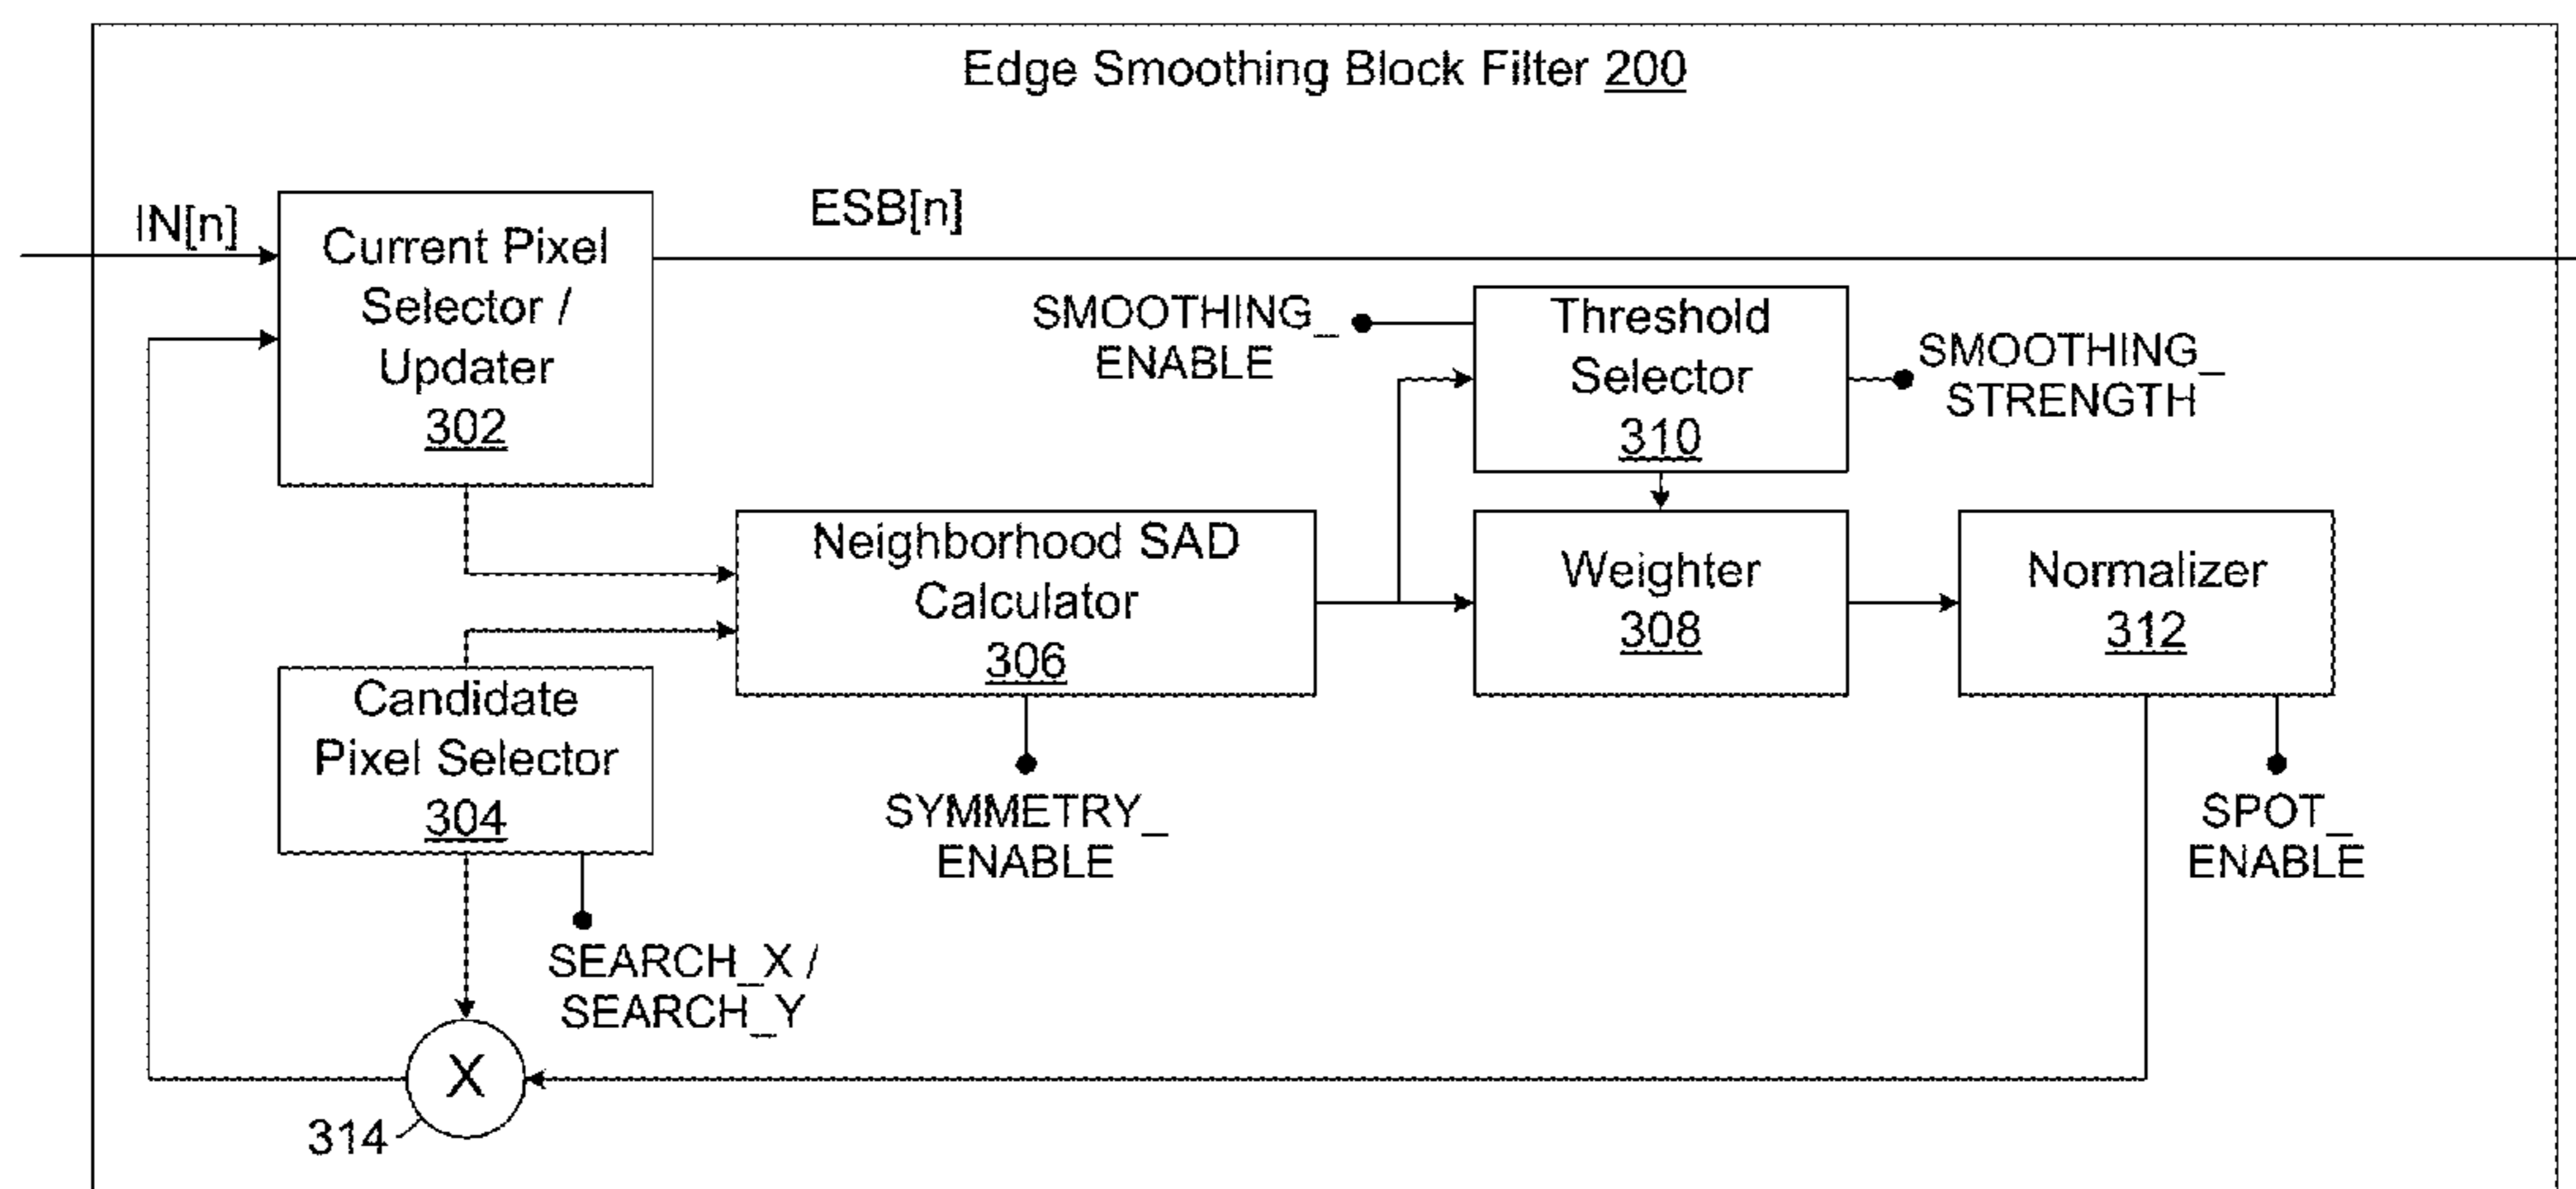 Edge Smoothing Block Filter 200
IN[n]
Current Pixel
Selector /
Updater
302
ESB[n]
SMOOTHING_
ENABLE
Threshold
Selector
310
SMOOTHING_
STRENGTH
Neighborhood SAD
Calculator
306
Weighter
308
Normalizer
312
Candidate
Pixel Selector
304
SYMMETRY_
ENABLE
SPOT_
ENABLE
SEARCH_X /
SEARCH_Y
X
314